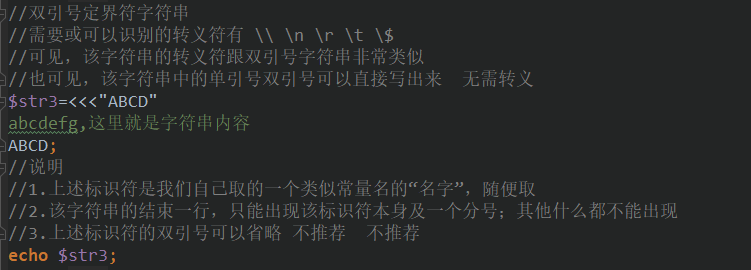 //双引号定界符字符串
//需要或可以识别的转义符有 \\ \n \r \t \$
//可见，该字符串的转义符跟双引号字符串非常类似
//也可见，该字符串中的单引号双引号可以直接写出来 无需转义
$str3=<<<"ABCD"
abcdefg,这里就是字符串内容
ABCD;
//说明
//1.上述标识符是我们自己取的一个类似常量名的“名字”，随便取
//2.该字符串的结束一行，只能出现该标识符本身及一个分号；其他什么都不能出现
//3.上述标识符的双引号可以省略 不推荐 不推荐
echo $str3;